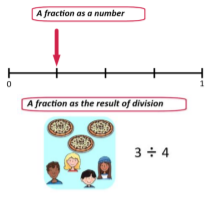 A fraction as a number
0 1
A fraction as the result of division
3 ÷ 4